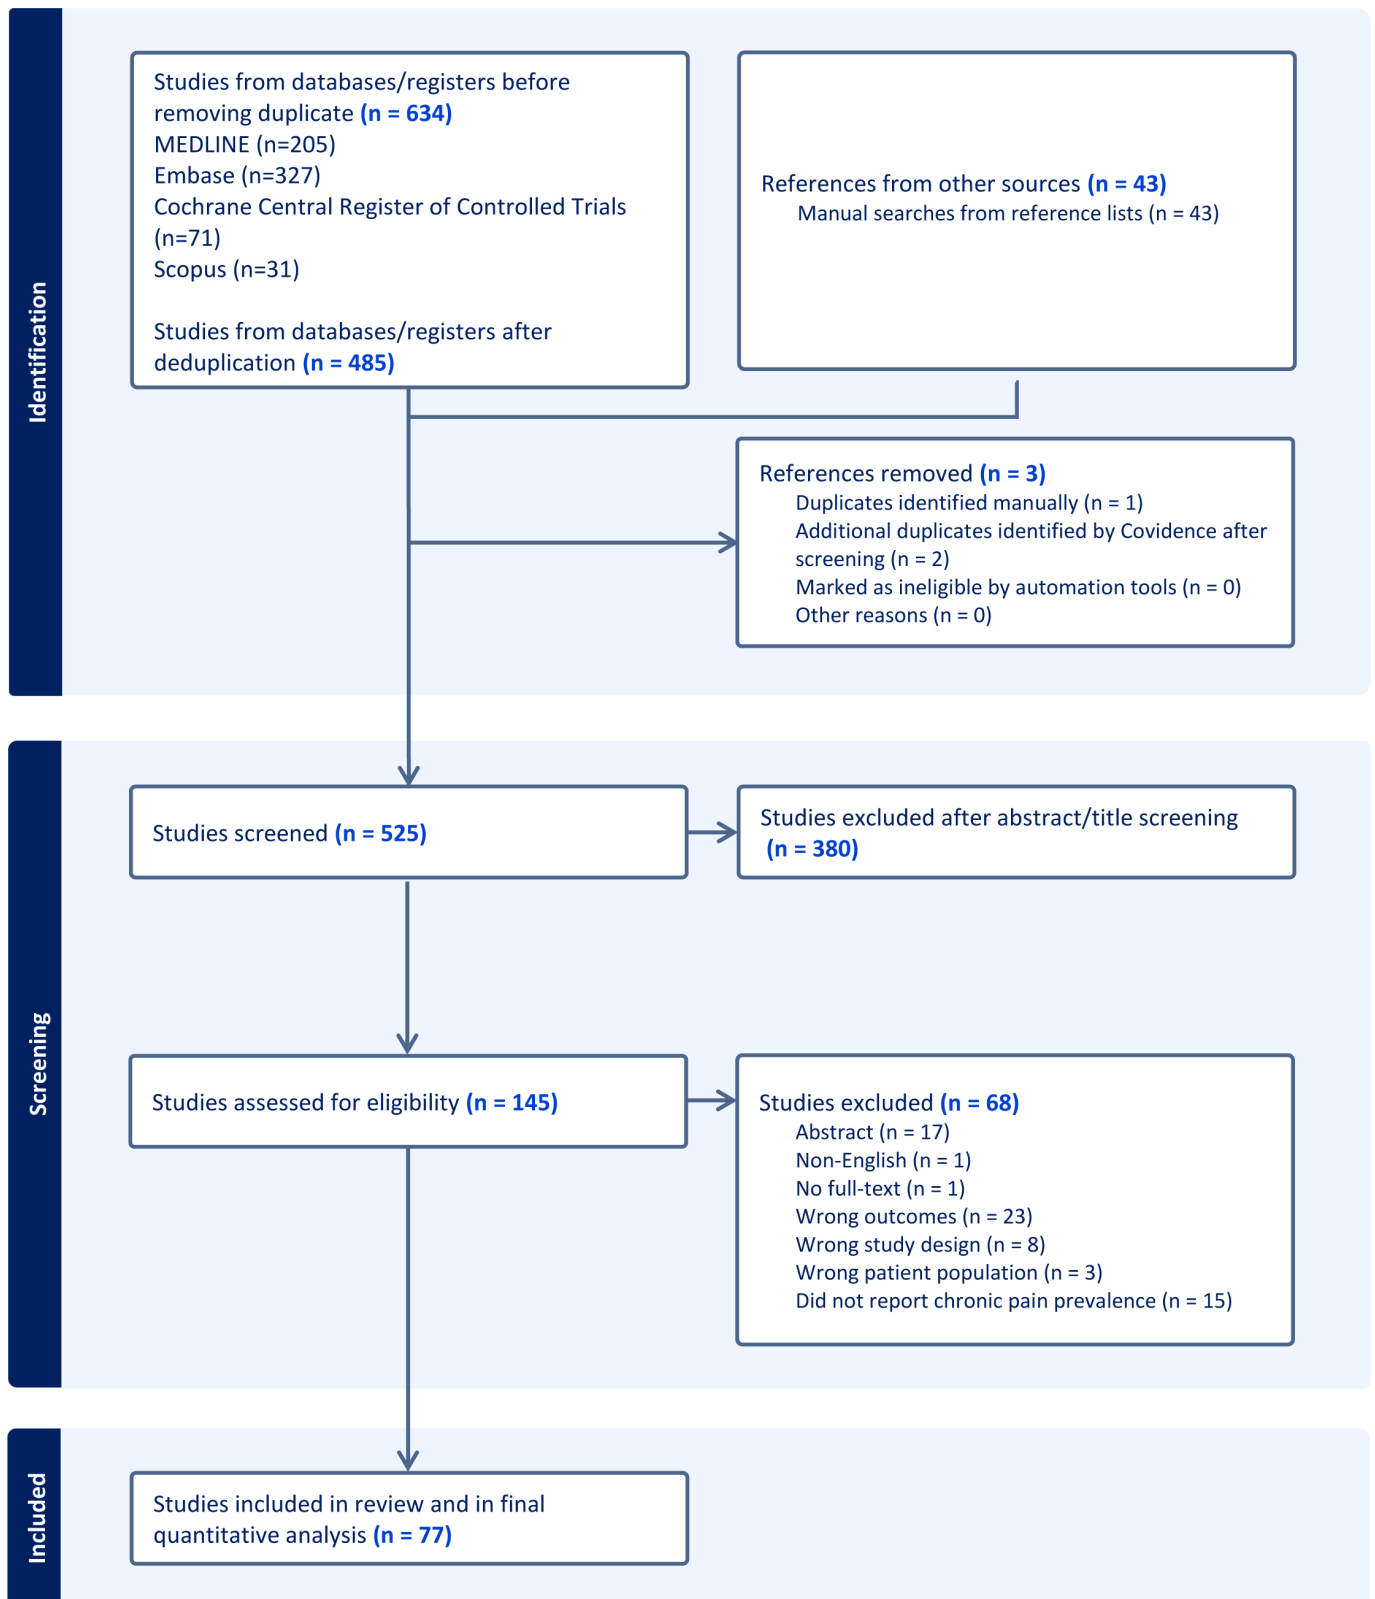 Identification
Studies from databases/registers before
removing duplicate (n = 634)
MEDLINE (n=205)
Embase (n=327)
Cochrane Central Register of Controlled Trials
(n=71)
Scopus (n=31)
Studies from databases/registers after
deduplication (n = 485)
References from other sources (n = 43)
Manual searches from reference lists (n = 43)
References removed (n = 3)
Duplicates identified manually (n = 1)
Additional duplicates identified by Covidence after
screening (n = 2)
Marked as ineligible by automation tools (n = 0)
Other reasons (n = 0)
Screening
Studies screened (n = 525)
Studies excluded after abstract/title screening
(n = 380)
Studies assessed for eligibility (n = 145)
Studies excluded (n = 68)
Abstract (n = 17)
Non-English (n = 1)
No full-text (n = 1)
Wrong outcomes (n = 23)
Wrong study design (n = 8)
Wrong patient population (n = 3)
Did not report chronic pain prevalence (n = 15)
Included
Studies included in review and in final
quantitative analysis (n = 77)